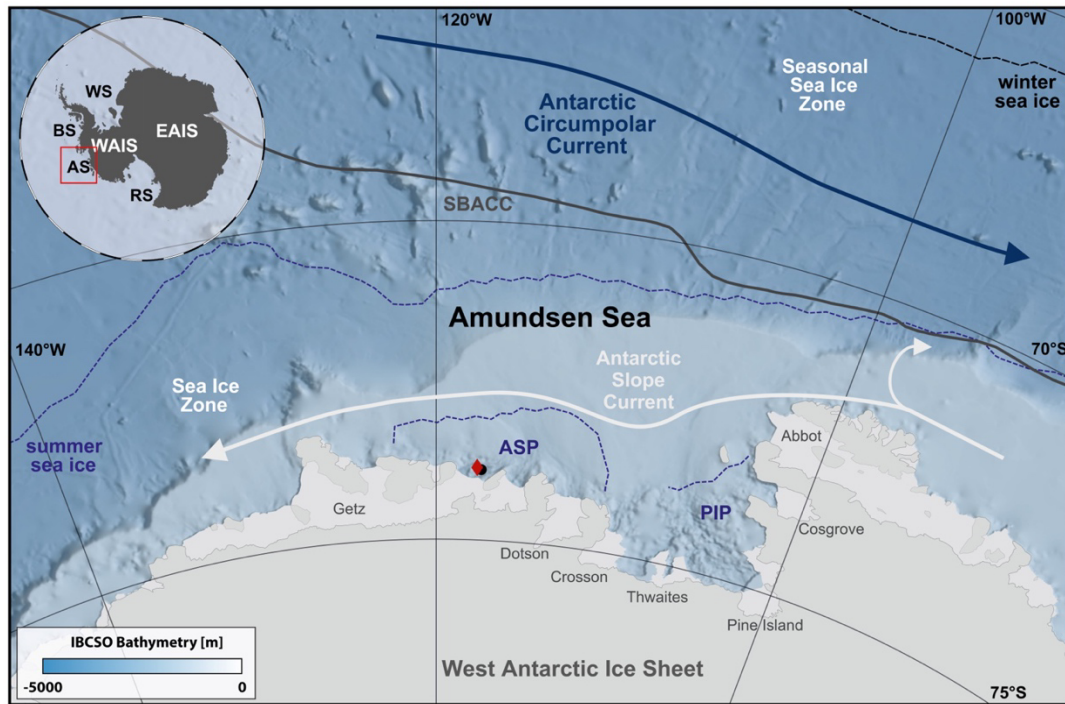 120°W
100°W
WS
BS
WAIS
EAIS
AS
RS
Antarctic
Circumpolar
Current
Seasonal
Sea Ice
Zone
winter
sea ice
SBACC
Amundsen Sea
140°W
70°S
Sea Ice
Zone
Antarctic
Slope
Current
summer
sea ice
ASP
PIP
Abbot
Getz
Cosgrove
Dotson
Crosson
Thwaites
Pine Island
IBCSO Bathymetry [m]
-5000
0
West Antarctic Ice Sheet
75°S